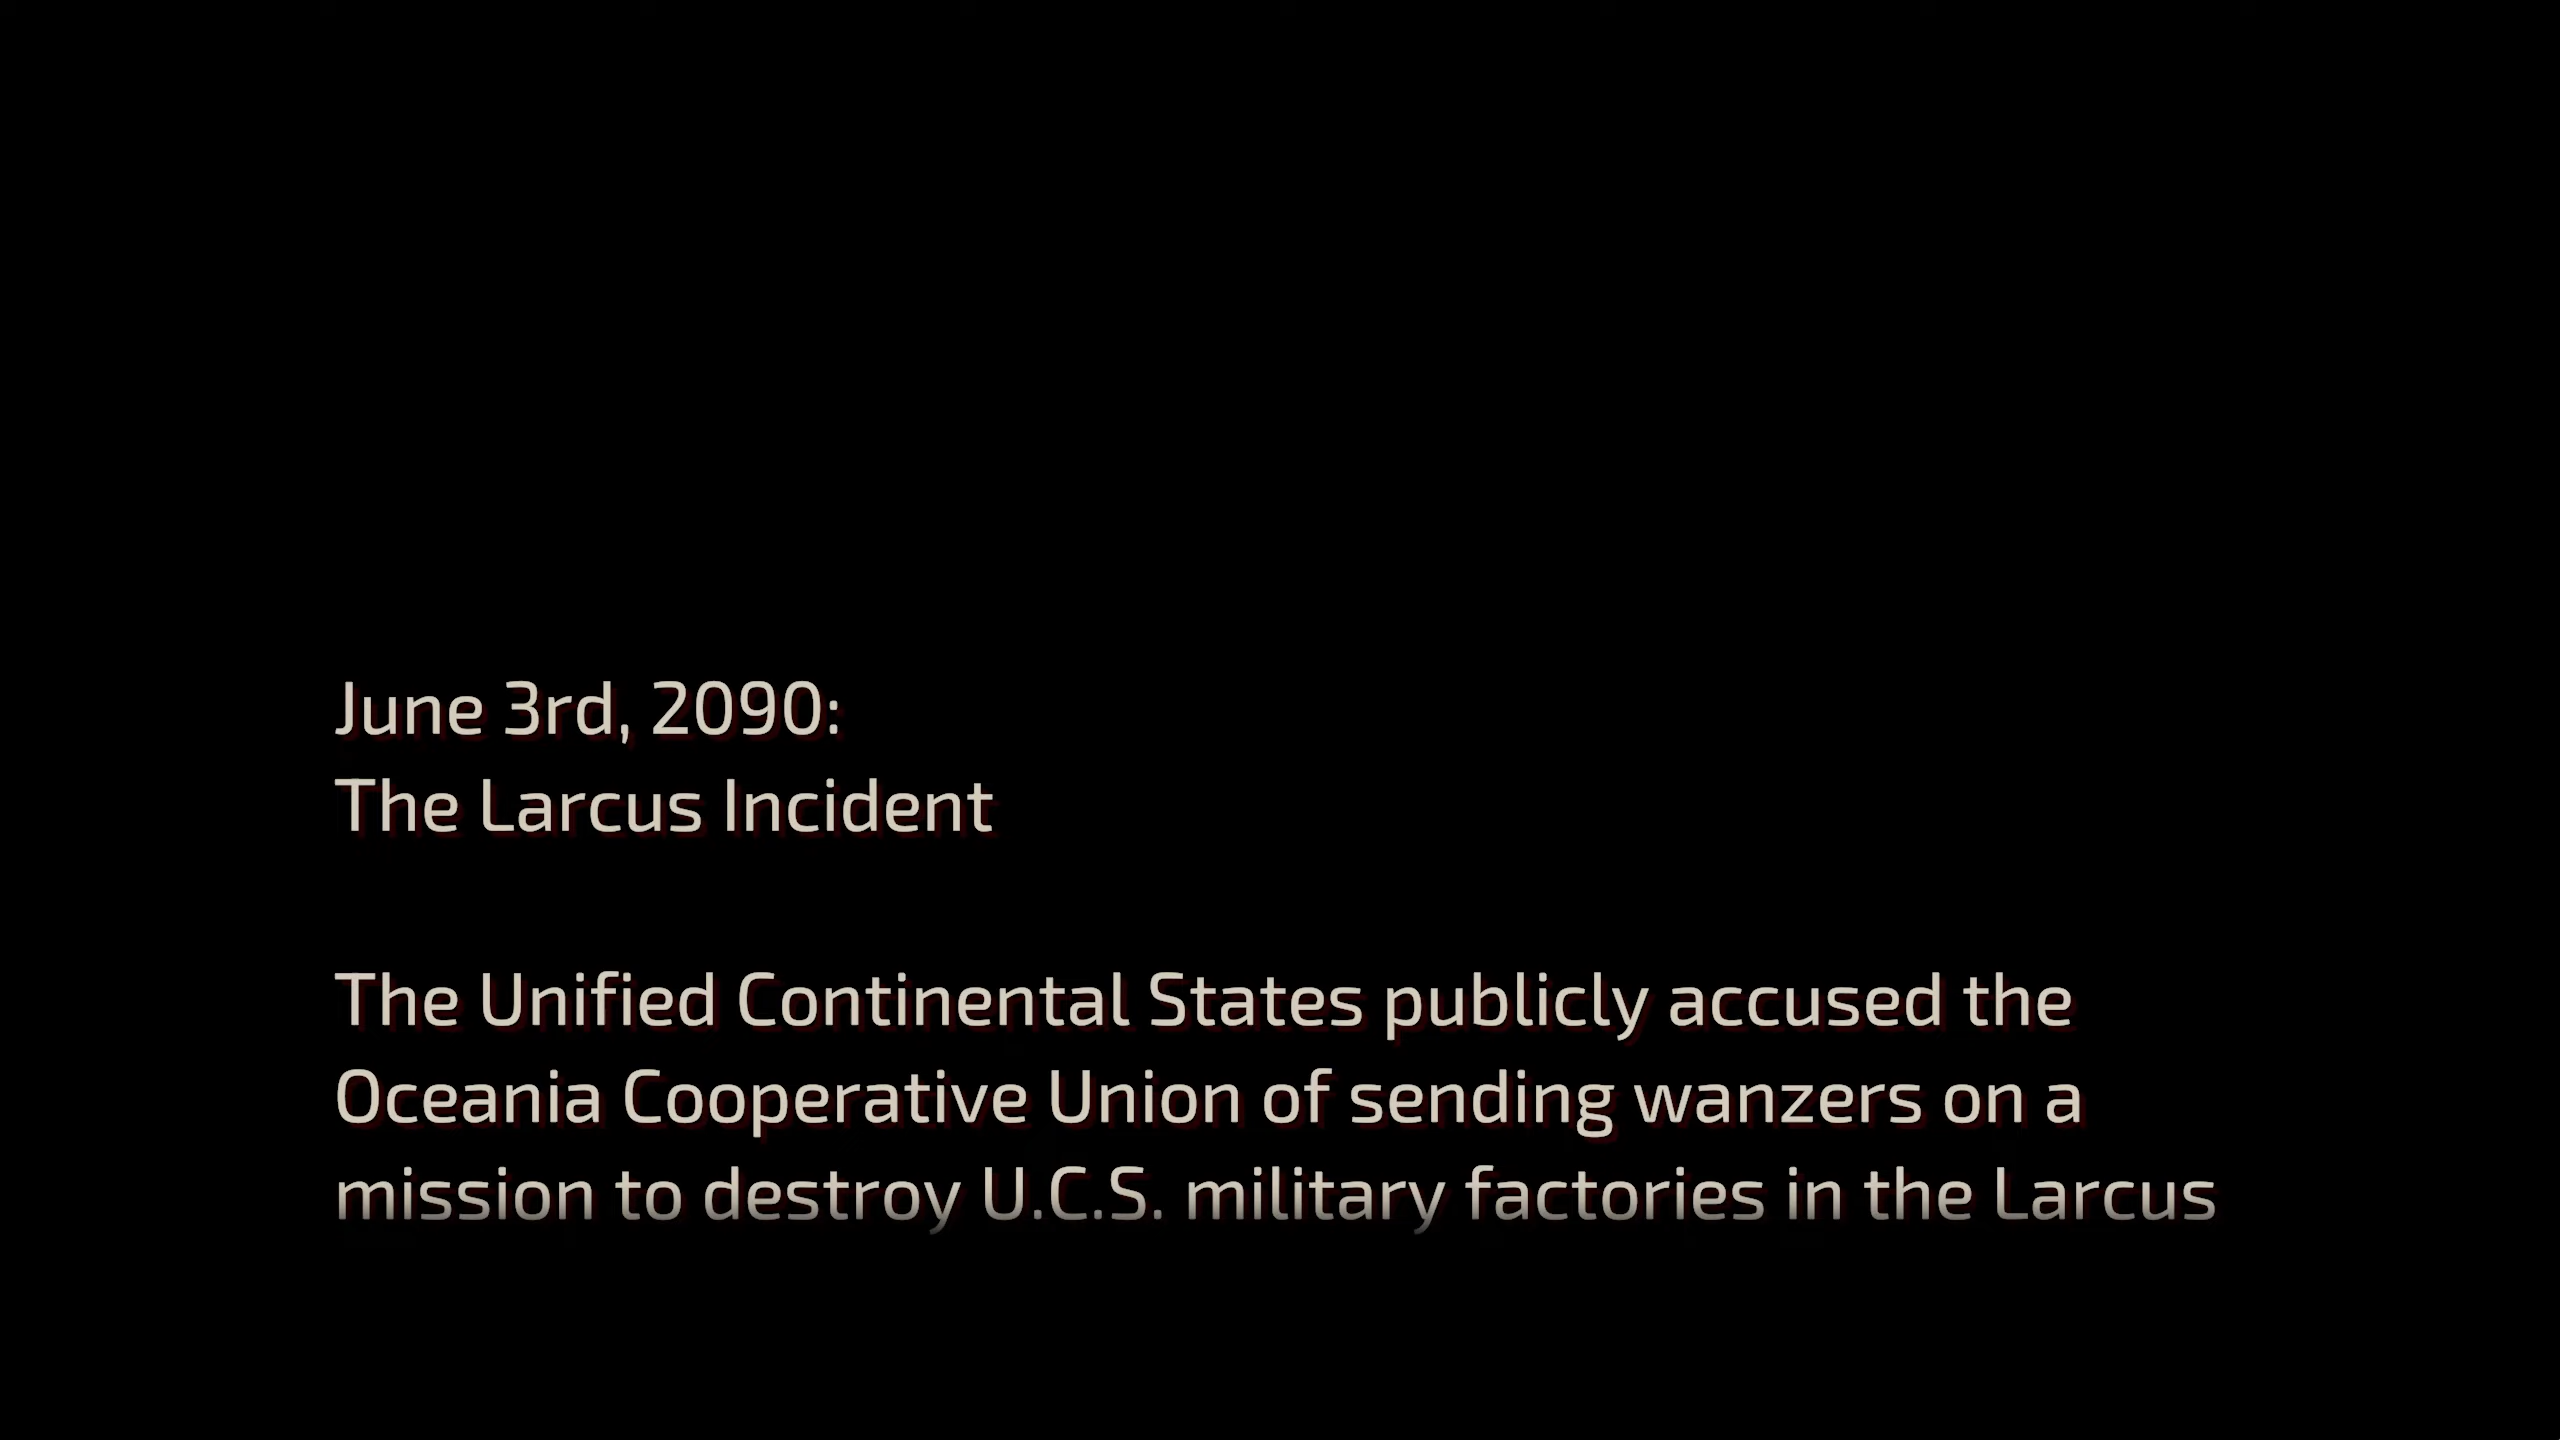 June 3rd, 2090:
The Larcus Incident
The Unified Continental States publicly accused the
Oceania Cooperative Union of sending wanzers on a
mission to destroy U.C.S. military factories in the Larcus